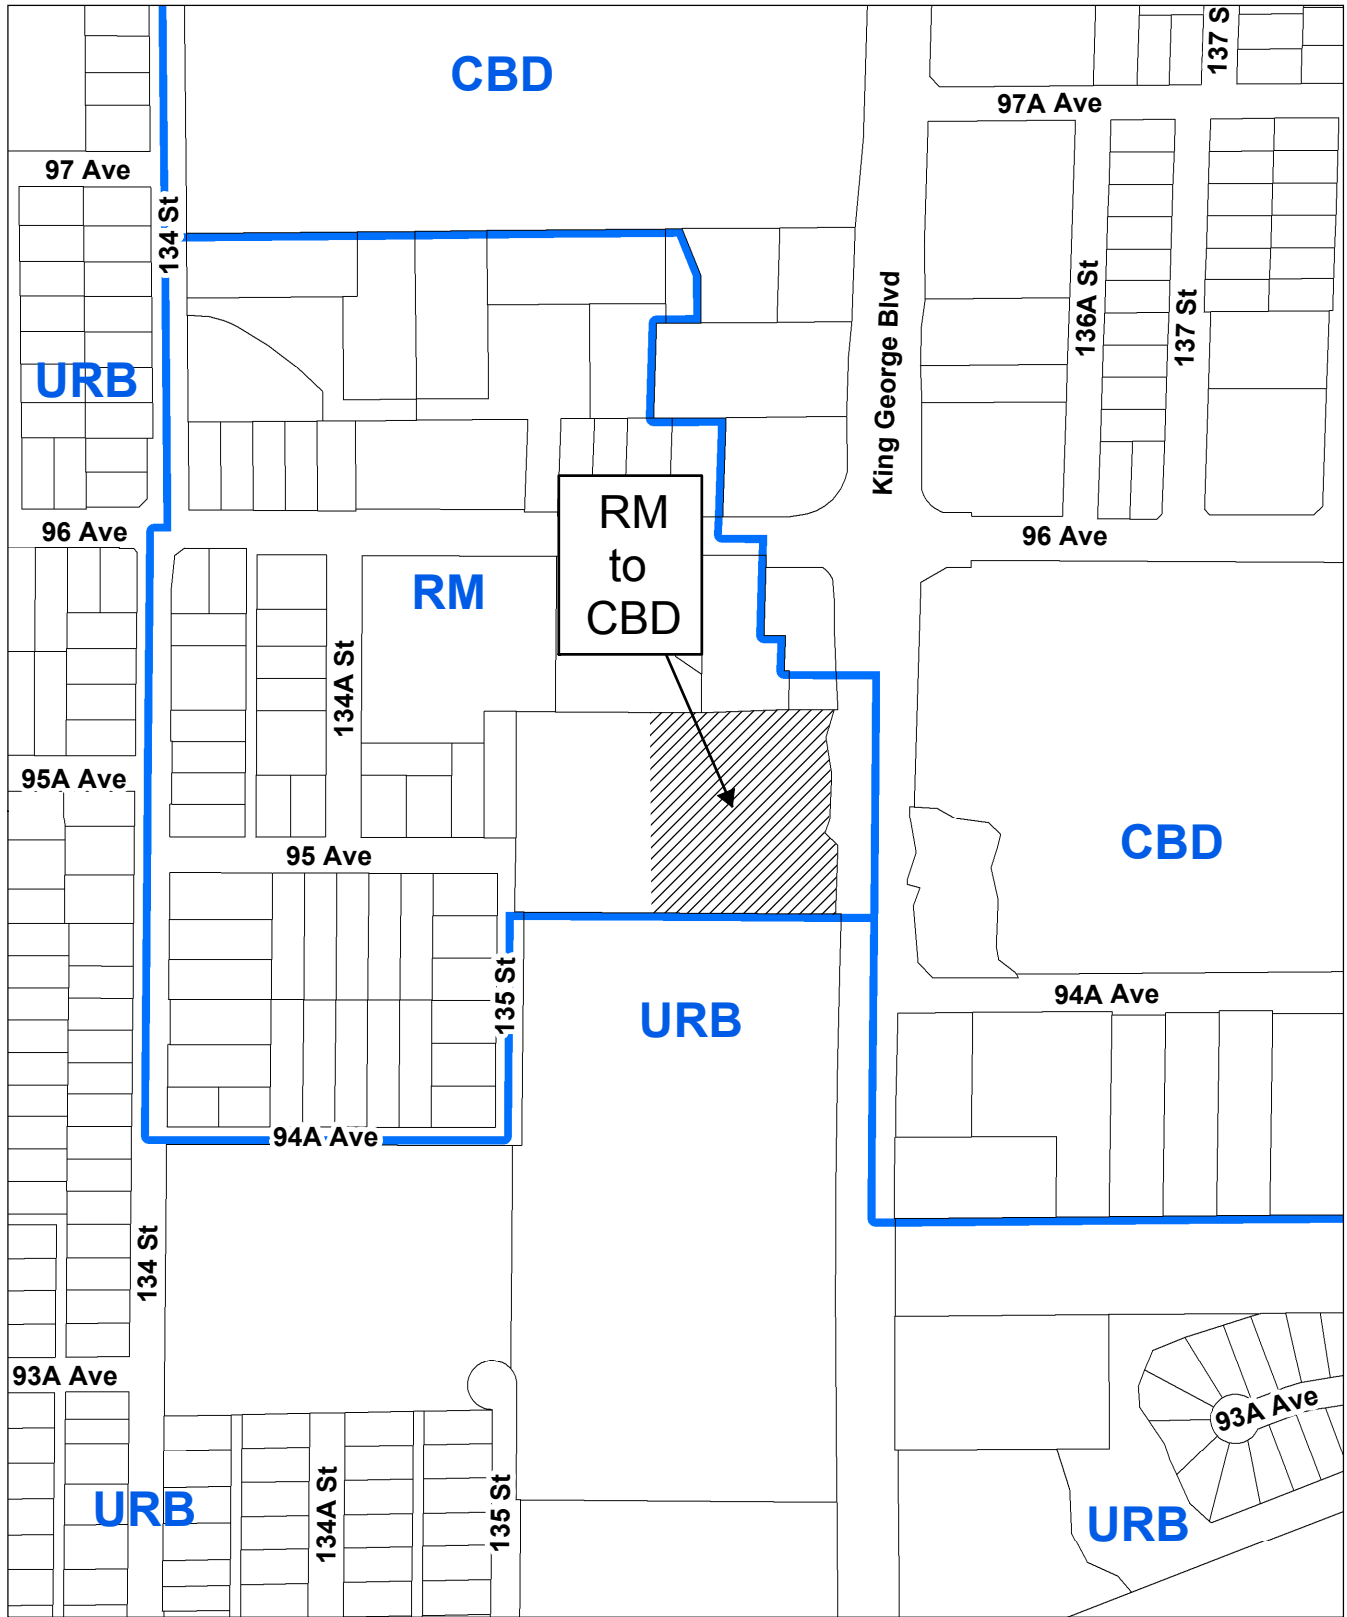 137 S
CBD
97A Ave
97 Ave
134 St
King George Blvd
136A St
137 St
URB
RM
to
CBD
96 Ave
96 Ave
RM
134A St
95A Ave
CBD
95 Ave
135 St
94A Ave
URB
94A Ave
134 St
93A Ave
93A Ave
URB
134A St
135 St
URB